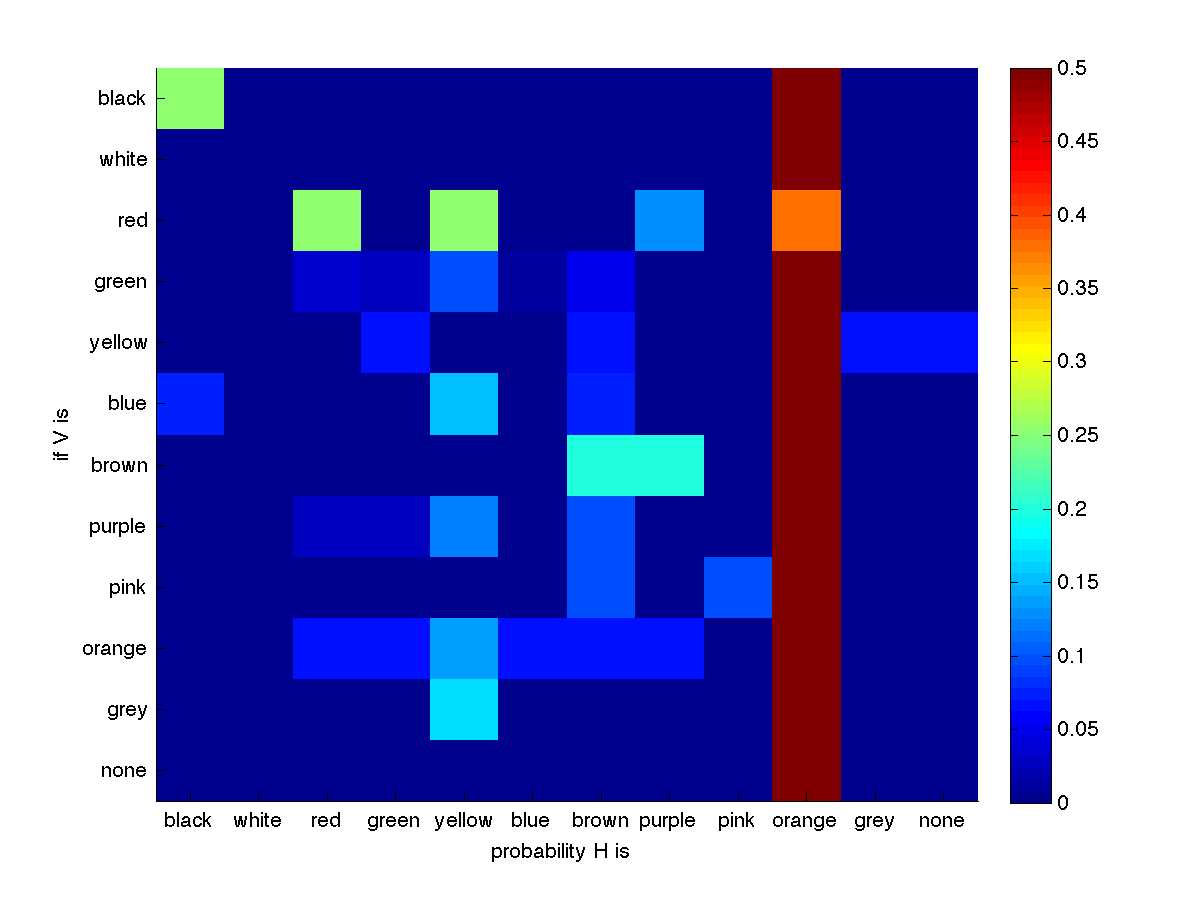 black
white
red
green
yellow
blue
brown
purple
pink
orange
grey
none
if V is
black white red green yellow blue brown purple pink orange grey none
probability H is
0.5
0.45
0.4
0.35
0.3
0.25
0.2
0.15
0.1
0.05
0